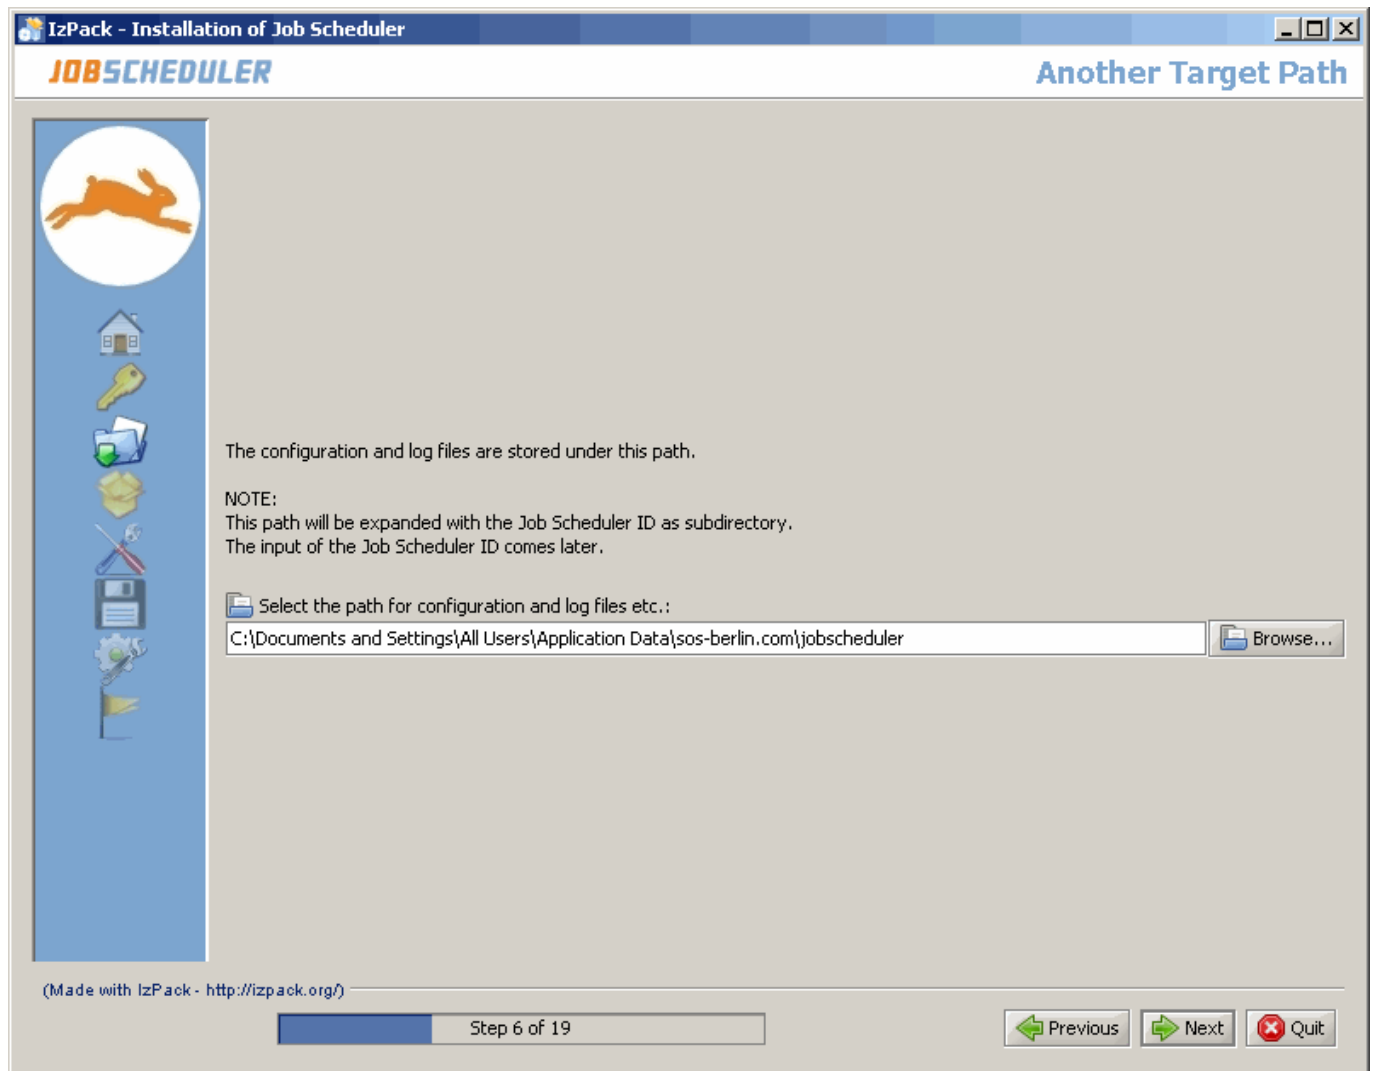 IzPack - Installation of Job Scheduler
JOBSCHEDULER
Another Target Path
The configuration and log files are stored under this path.
NOTE:
This path will be expanded with the Job Scheduler ID as subdirectory.
The input of the Job Scheduler ID comes later.
Select the path for configuration and log files etc.:
C:\Documents and Settings\All Users\Application Data\sos-berlin.com\jobscheduler
Browse...
(Made with IzPack - http://izpack.org/)
Step 6 of 19
Previous
Next
Quit